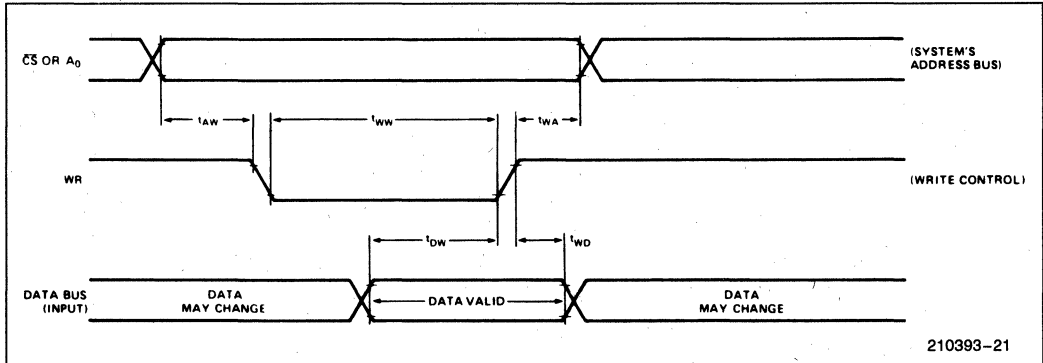 C̅S̅ OR A₀
(SYSTEM'S
ADDRESS BUS)
tAW
tWW
tWA
WR
(WRITE CONTROL)
tDW
tWD
DATA BUS
(INPUT)
DATA
MAY CHANGE
DATA VALID
DATA
MAY CHANGE
210393-21